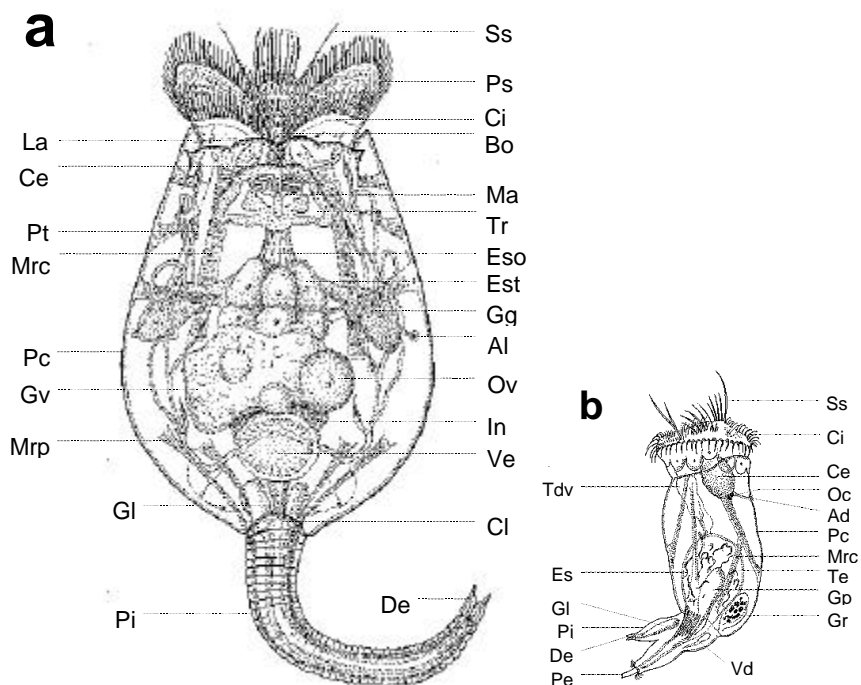 a
Ss
Ps
Ci
La
Bo
Ce
Ma
Pt
Tr
Mrc
Eso
Est
Gg
Al
Pc
Ov
Gv
In
Mrp
Ve
Gl
Cl
De
Pi
b
Ss
Ci
Ce
Tdv
Oc
Ad
Pc
Mrc
Es
Te
Gp
Gl
Gr
Pi
De
Vd
Pe